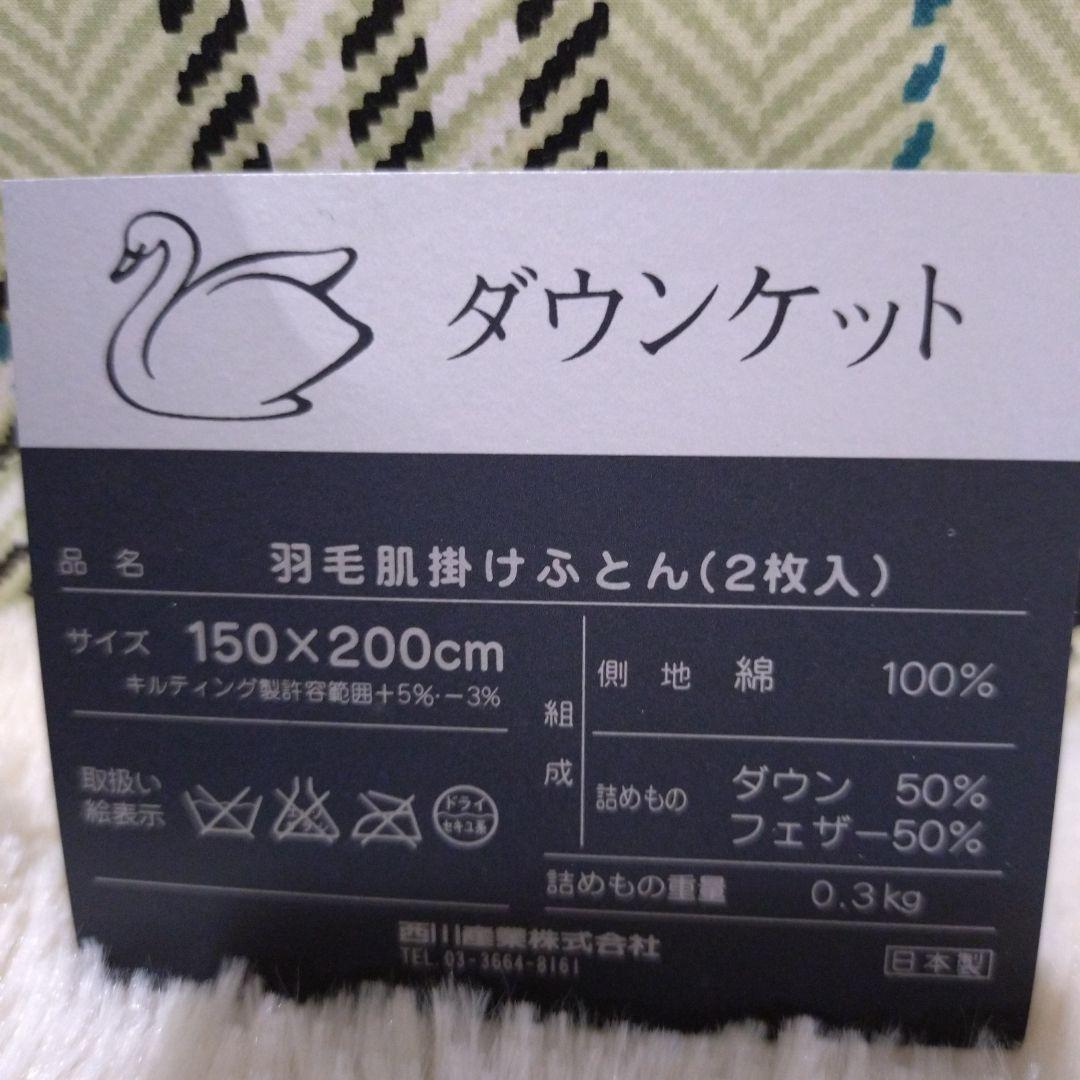 ダウンケット
品名 羽毛肌掛けふとん(2枚入)
サイズ 150×200cm
キルティング製許容範囲+5%·−3%
取扱い
絵表示
ドライ
セキユ系
組成
側地 綿 100%
詰めもの ダウン 50%
フェザー50%
詰めもの重量 0.3kg
西川産業株式会社
TEL.03-3664-8161
日本製